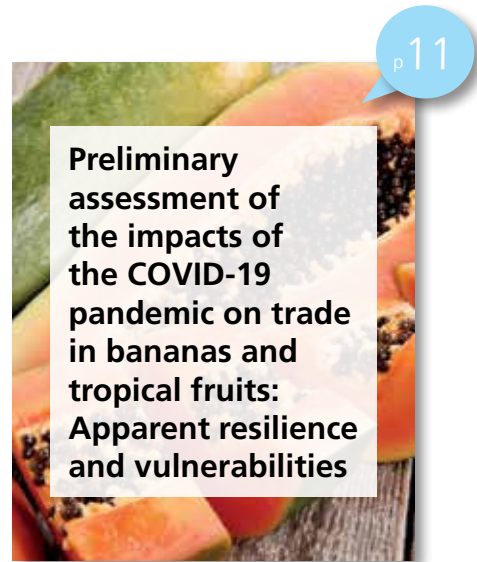 p11
Preliminary
assessment of
the impacts of
the COVID-19
pandemic on trade
in bananas and
tropical fruits:
Apparent resilience
and vulnerabilities